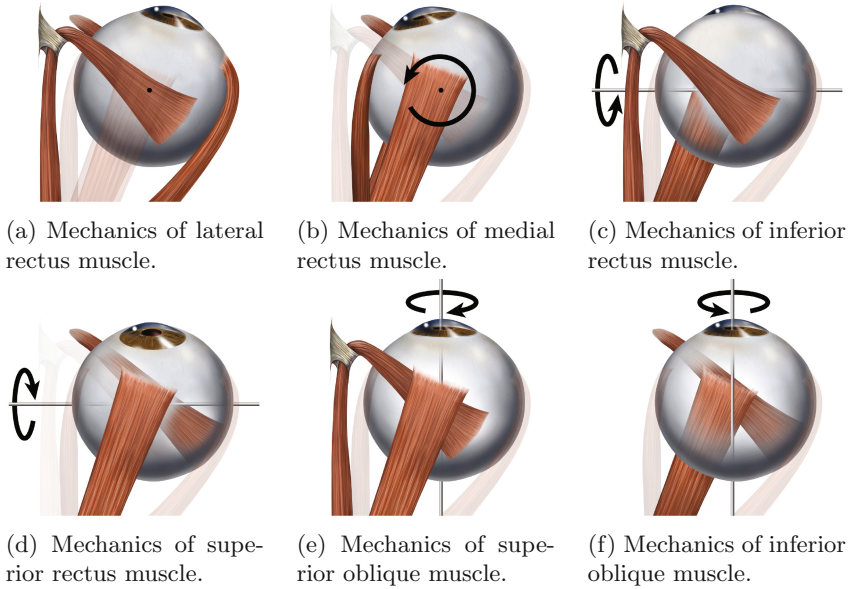 (a) Mechanics of lateral
rectus muscle.
(b) Mechanics of medial
rectus muscle.
(c) Mechanics of inferior
rectus muscle.
(d) Mechanics of supe-
rior rectus muscle.
(e) Mechanics of supe-
rior oblique muscle.
(f) Mechanics of inferior
oblique muscle.